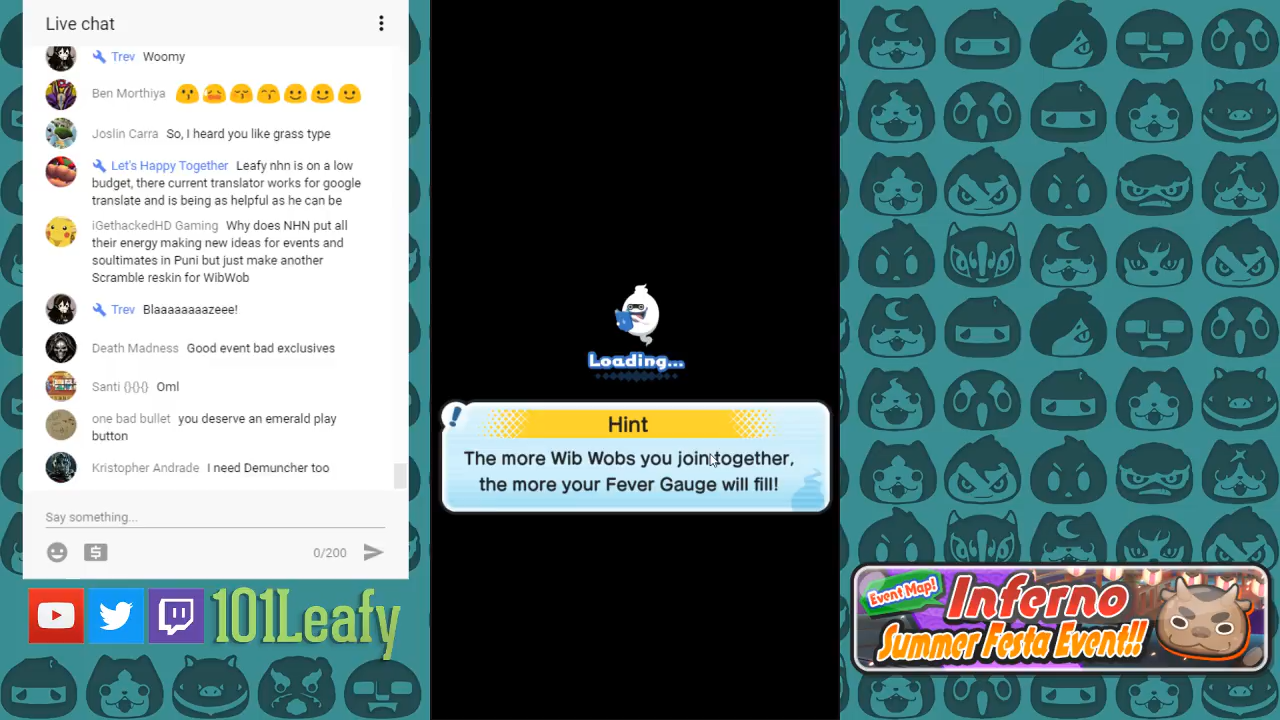 Live chat
Trev Woomy
Ben Morthiya
Joslin Carra So, I heard you like grass type
Let's Happy Together Leafy nhn is on a low
budget, there current translator works for google
translate and is being as helpful as he can be
iGethackedHD Gaming Why does NHN put all
their energy making new ideas for events and
soultimates in Puni but just make another
Scramble reskin for WibWob
Trev Blaaaaaaaazeee!
Death Madness Good event bad exclusives
Santi {}{}{} Oml
one bad bullet you deserve an emerald play
button
Kristopher Andrade I need Demuncher too
Say something...
0/200
101Leafy
Loading...
Hint
The more Wib Wobs you join together,
the more your Fever Gauge will fill!
Event Map!
Inferno
Summer Festa Event!!